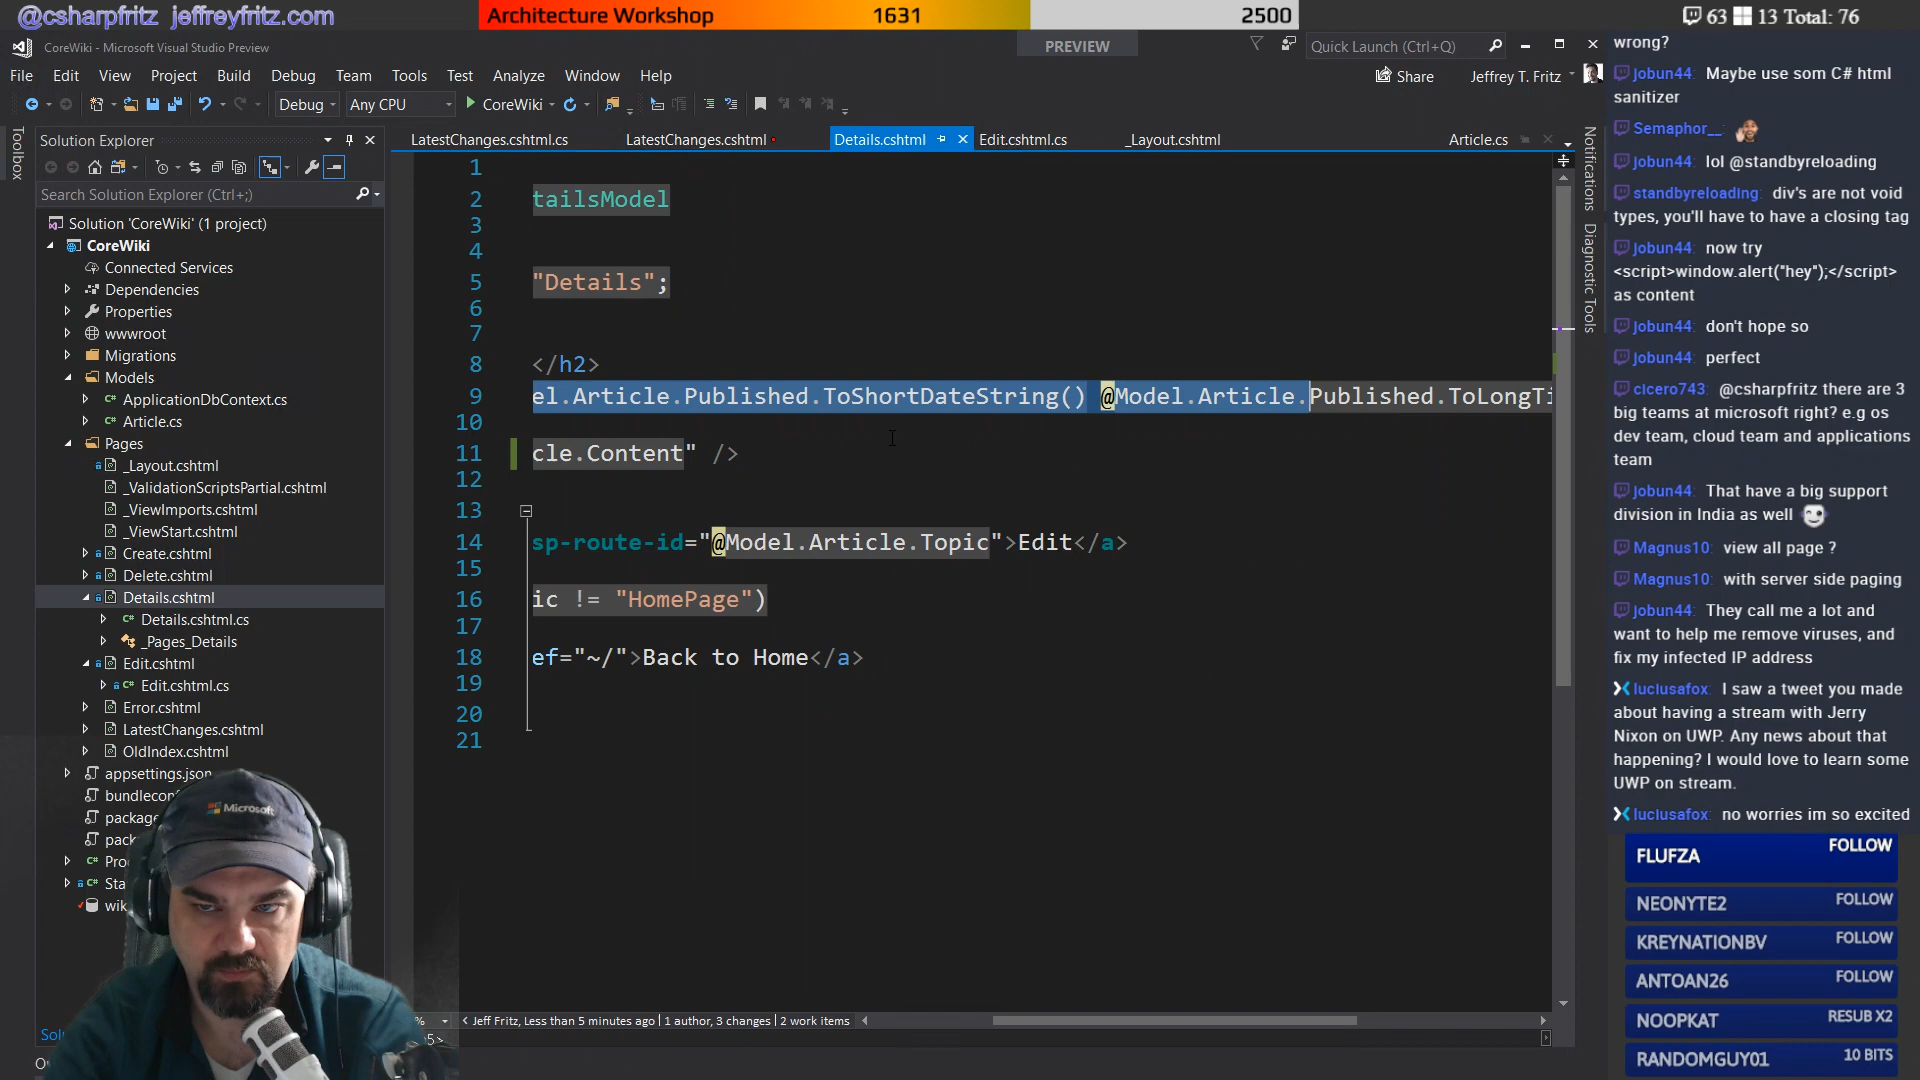 @csharpfritz jeffreyfritz.com
Architecture Workshop 1631 2500
63 13 Total: 76
CoreWiki - Microsoft Visual Studio Preview
PREVIEW
Quick Launch (Ctrl+Q)
File Edit View Project Build Debug Team Tools Test Analyze Window Help
Share
Jeffrey T. Fritz
Debug
Any CPU
CoreWiki
Toolbox
Solution Explorer
Search Solution Explorer (Ctrl+;)
Solution 'CoreWiki' (1 project)
CoreWiki
Connected Services
Dependencies
Properties
wwwroot
Migrations
Models
ApplicationDbContext.cs
Article.cs
Pages
_Layout.cshtml
_ValidationScriptsPartial.cshtml
_ViewImports.cshtml
_ViewStart.cshtml
Create.cshtml
Delete.cshtml
Details.cshtml
Details.cshtml.cs
_Pages_Details
Edit.cshtml
Edit.cshtml.cs
Error.cshtml
LatestChanges.cshtml
OldIndex.cshtml
appsettings.json
bundleconf
package
pack
Pro
Sta
wik
Solu
Microsoft
LatestChanges.cshtml.cs
LatestChanges.cshtml
Details.cshtml
Edit.cshtml.cs
_Layout.cshtml
Article.cs
1
2 tailsModel
3
4
5 "Details";
6
7
8 </h2>
9 el.Article.Published.ToShortDateString() @Model.Article.Published.ToLongTi
10
11 cle.Content" />
12
13
14 sp-route-id="@Model.Article.Topic">Edit</a>
15
16 ic != "HomePage")
17
18 ef="~/">Back to Home</a>
19
20
21
% Jeff Fritz, Less than 5 minutes ago | 1 author, 3 changes | 2 work items
Notifications
Diagnostic Tools
wrong?
jobun44: Maybe use som C# html
sanitizer
Semaphor__:
jobun44: lol @standbyreloading
standbyreloading: div's are not void
types, you'll have to have a closing tag
jobun44: now try
<script>window.alert("hey");</script>
as content
jobun44: don't hope so
jobun44: perfect
cicero743: @csharpfritz there are 3
big teams at microsoft right? e.g os
dev team, cloud team and applications
team
jobun44: That have a big support
division in India as well
Magnus10: view all page ?
Magnus10: with server side paging
jobun44: They call me a lot and
want to help me remove viruses, and
fix my infected IP address
luciusafox: I saw a tweet you made
about having a stream with Jerry
Nixon on UWP. Any news about that
happening? I would love to learn some
UWP on stream.
luciusafox: no worries im so excited
FLUFZA FOLLOW
NEONYTE2 FOLLOW
KREYNATIONBV FOLLOW
ANTOAN26 FOLLOW
NOOPKAT RESUB X2
RANDOMGUY01 10 BITS